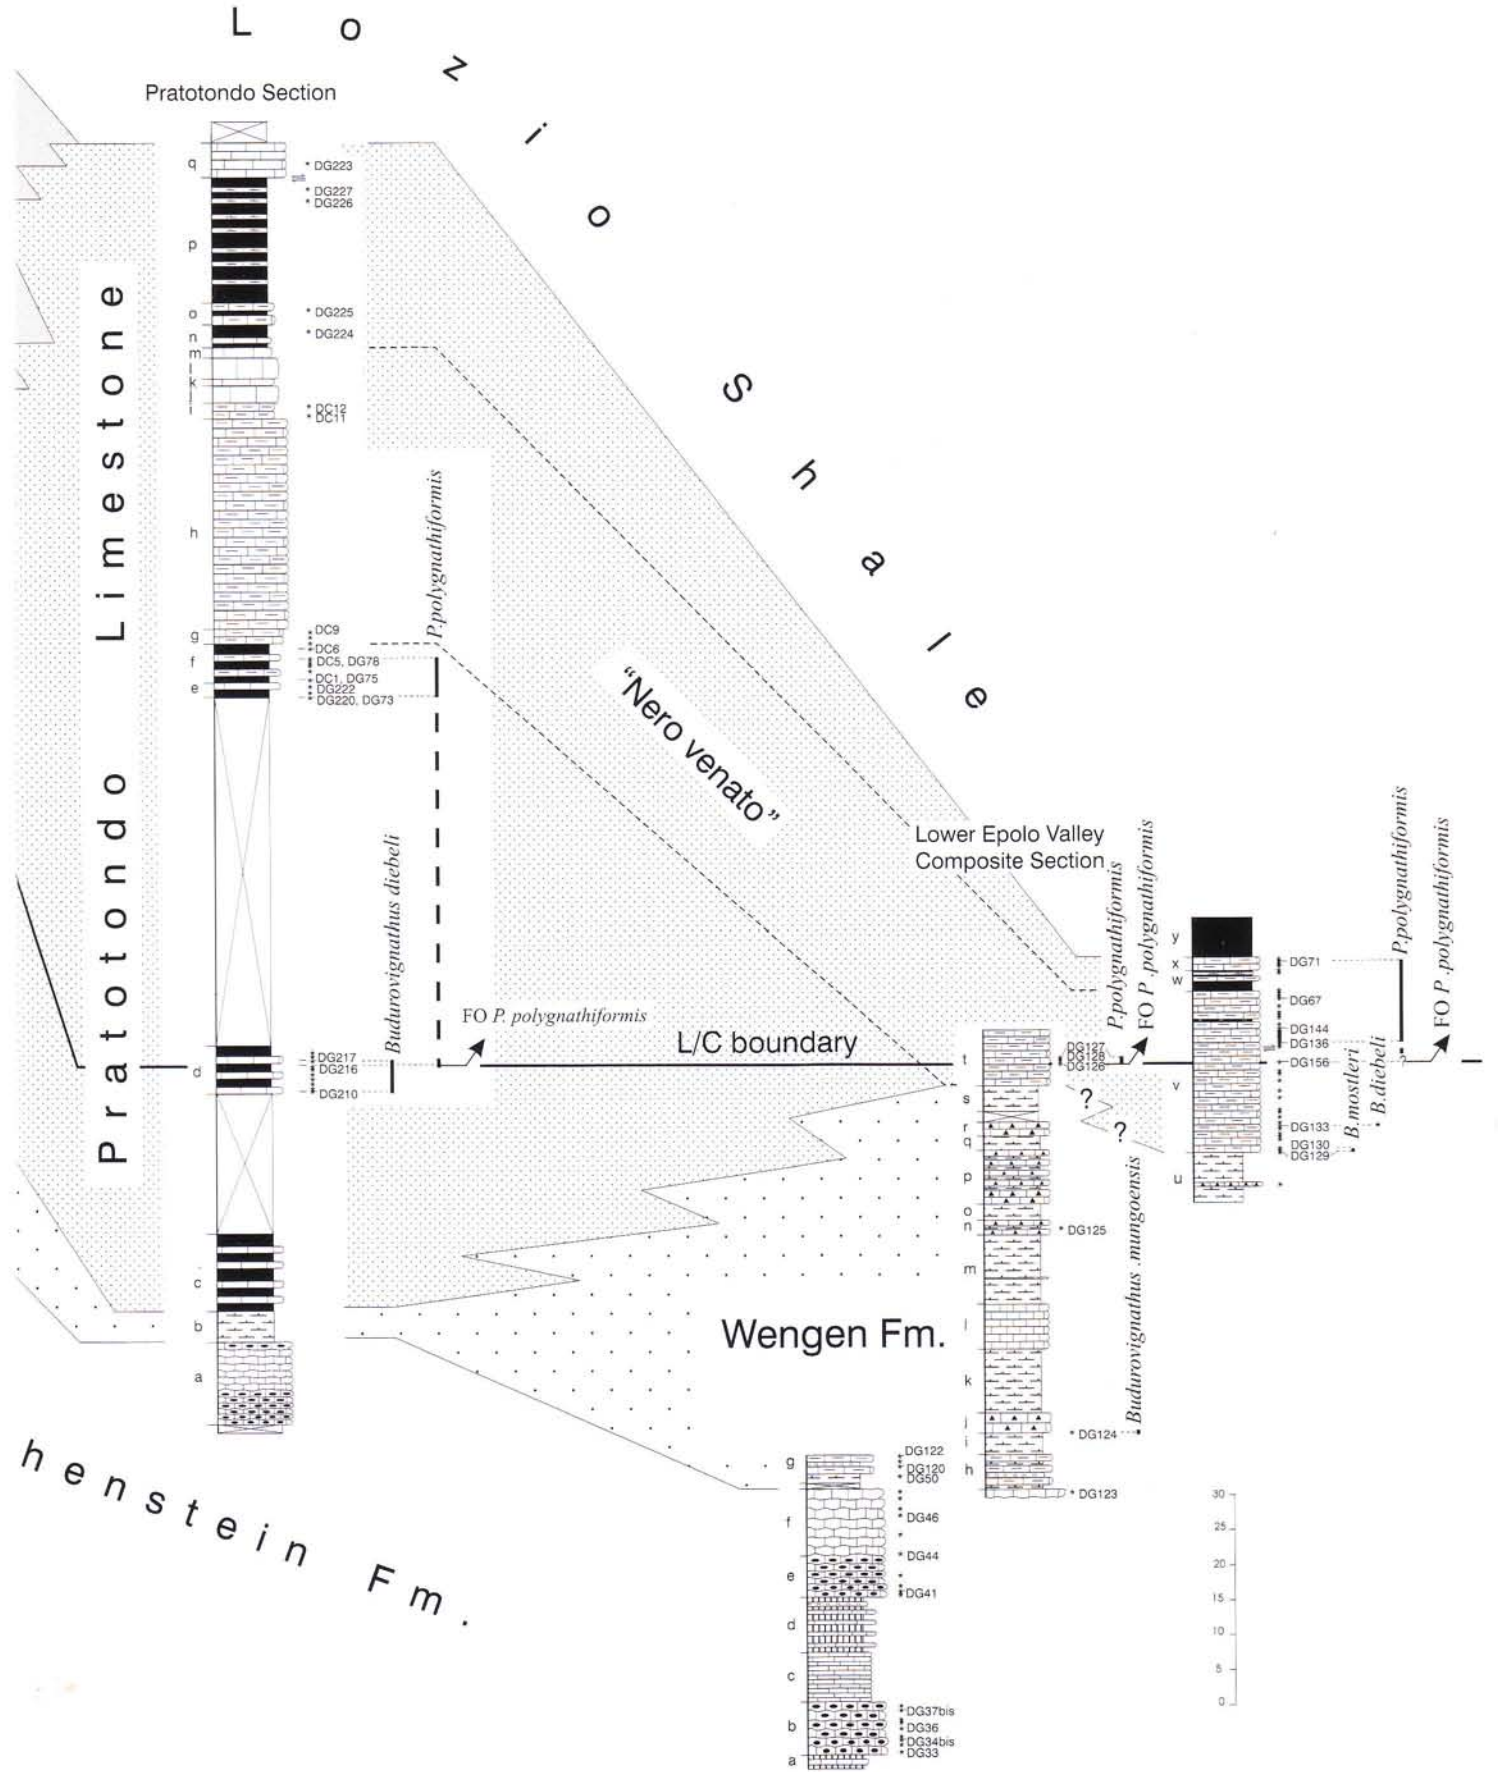 Lozio Shale
Pratotondo Section
Pratotondo Limestone
q
p
o
n
m
l
k
j
i
h
g
f
e
d
c
b
a
* DG223
* DG227
* DG226
* DG225
* DG224
* DC12
* DC11
DC9
DC6
DC5, DG78
DC1, DG75
DG222
DG220, DG73
DG217
DG216
DG210
P.polygnathiformis
Budurovignathus diebeli
FO P. polygnathiformis
L/C boundary
"Nero venato"
Wengen Fm.
henstein Fm.
Lower Epolo Valley
Composite Section
P.polygnathiformis
FO P .polygnathiformis
t
s
r
q
p
o
n
m
l
k
j
i
h
DG127
DG128
DG126
* DG125
* DG124
* DG123
Budurovignathus .mungoensis
?
?
g
f
e
d
c
b
a
DG122
DG120
DG50
DG46
* DG44
DG41
DG37bis
DG36
DG34bis
DG33
y
x
w
v
u
DG71
DG67
DG144
DG136
DG156
DG133
DG130
DG129
?
B.mostleri
B.diebeli
P.polygnathiformis
FO P .polygnathiformis
30
25
20
15
10
5
0